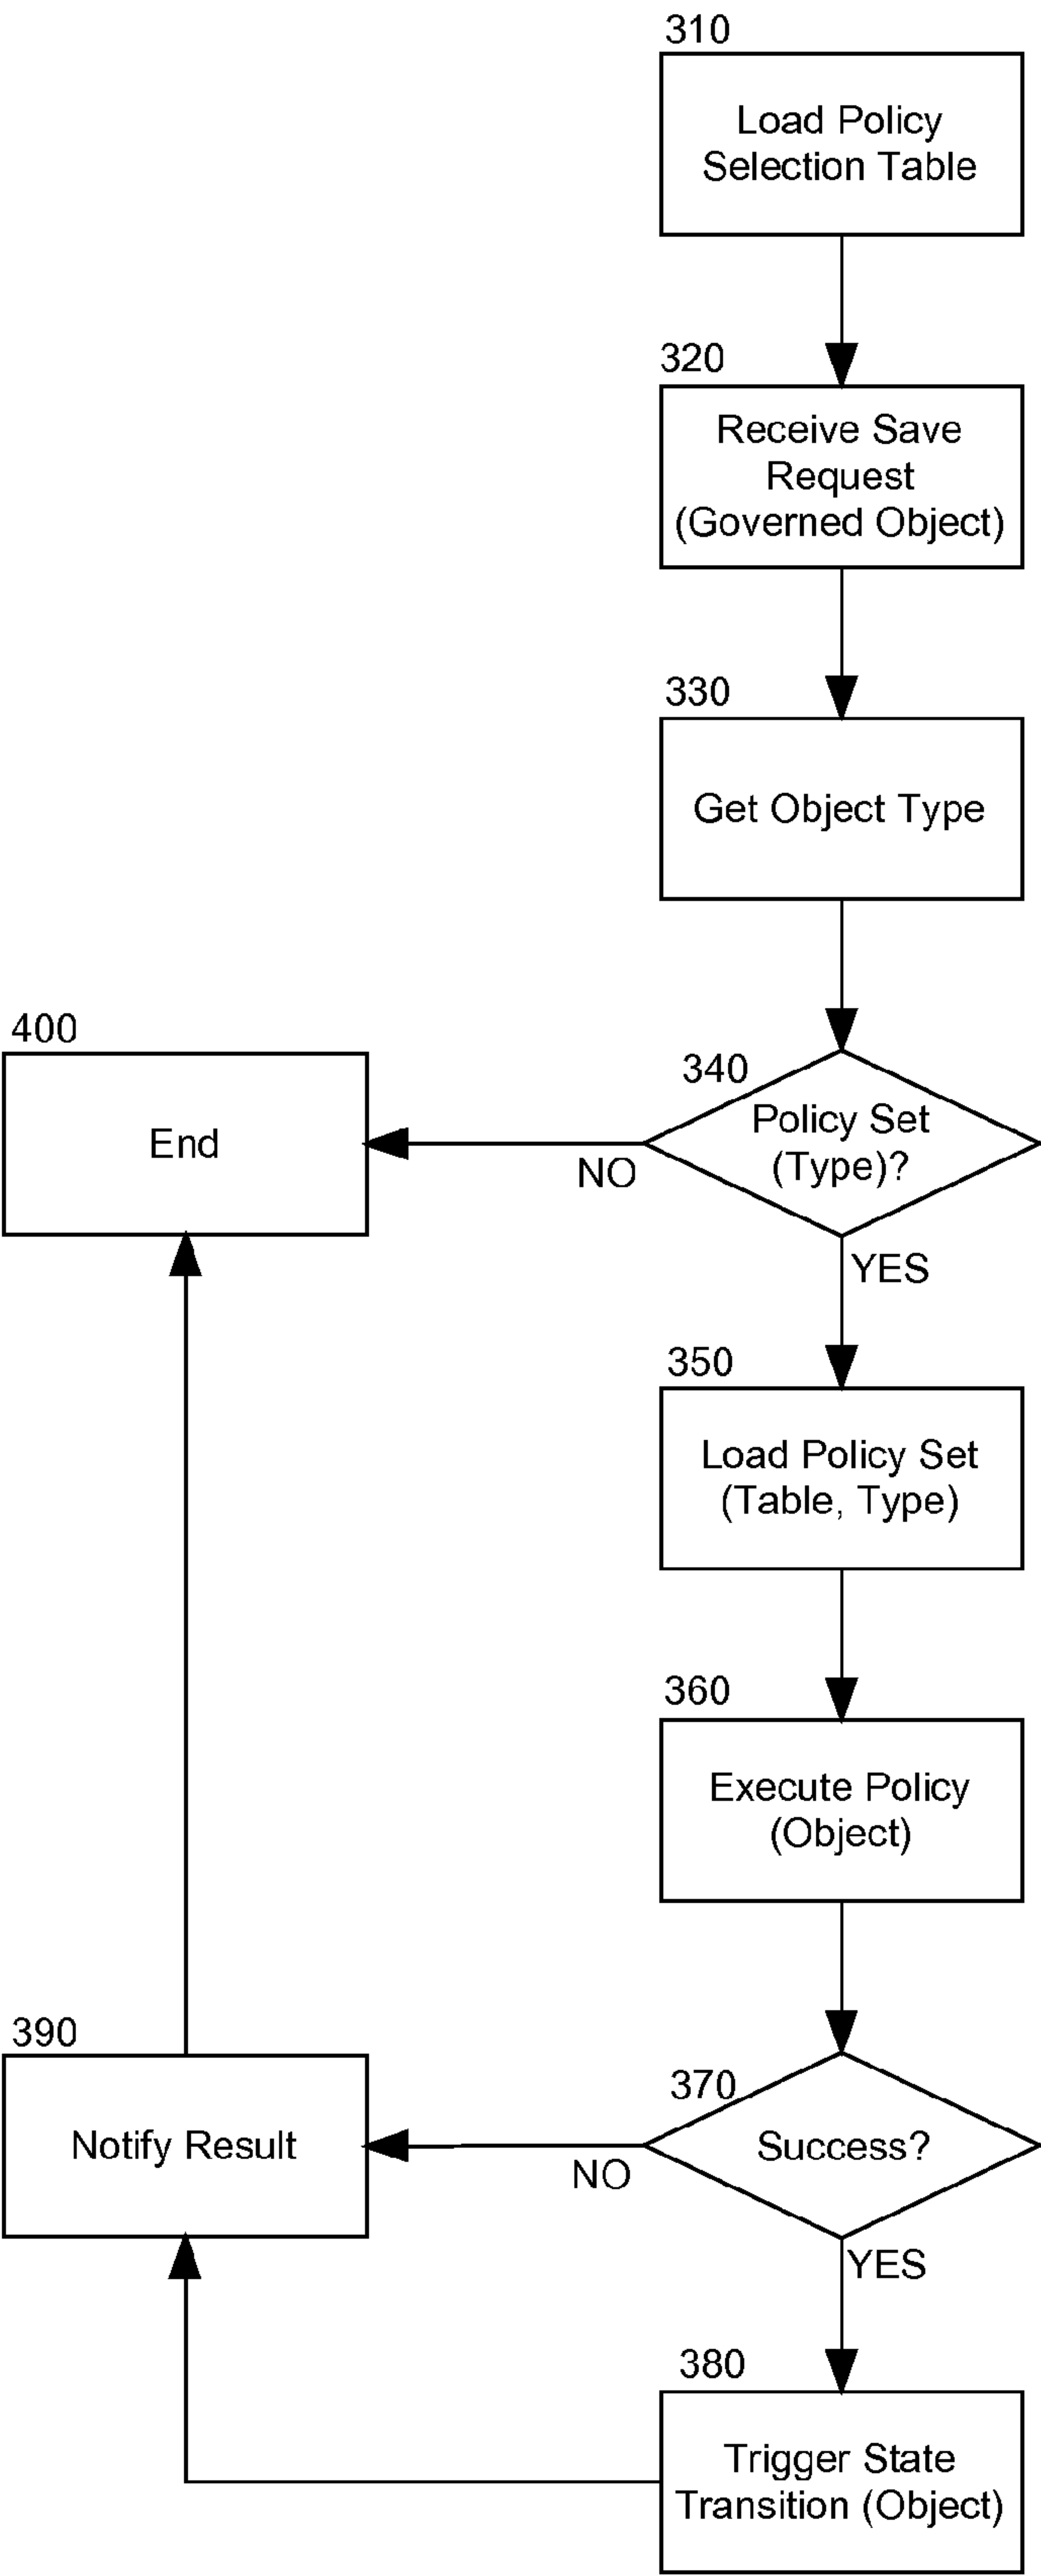 310
Load Policy
Selection Table
320
Receive Save
Request
(Governed Object)
330
Get Object Type
400
End
340
Policy Set
(Type)?
NO
YES
350
Load Policy Set
(Table, Type)
360
Execute Policy
(Object)
390
Notify Result
370
Success?
NO
YES
380
Trigger State
Transition (Object)